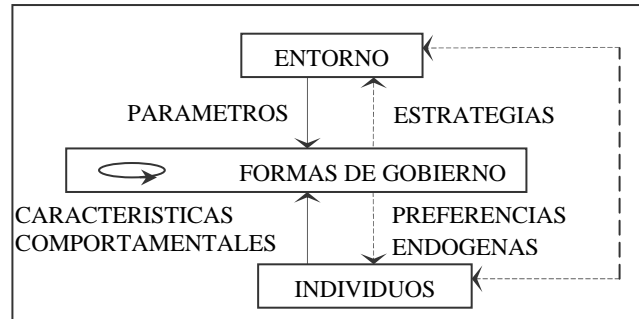 ENTORNO
PARAMETROS
ESTRATEGIAS
FORMAS DE GOBIERNO
CARACTERISTICAS
COMPORTAMENTALES
PREFERENCIAS
ENDOGENAS
INDIVIDUOS